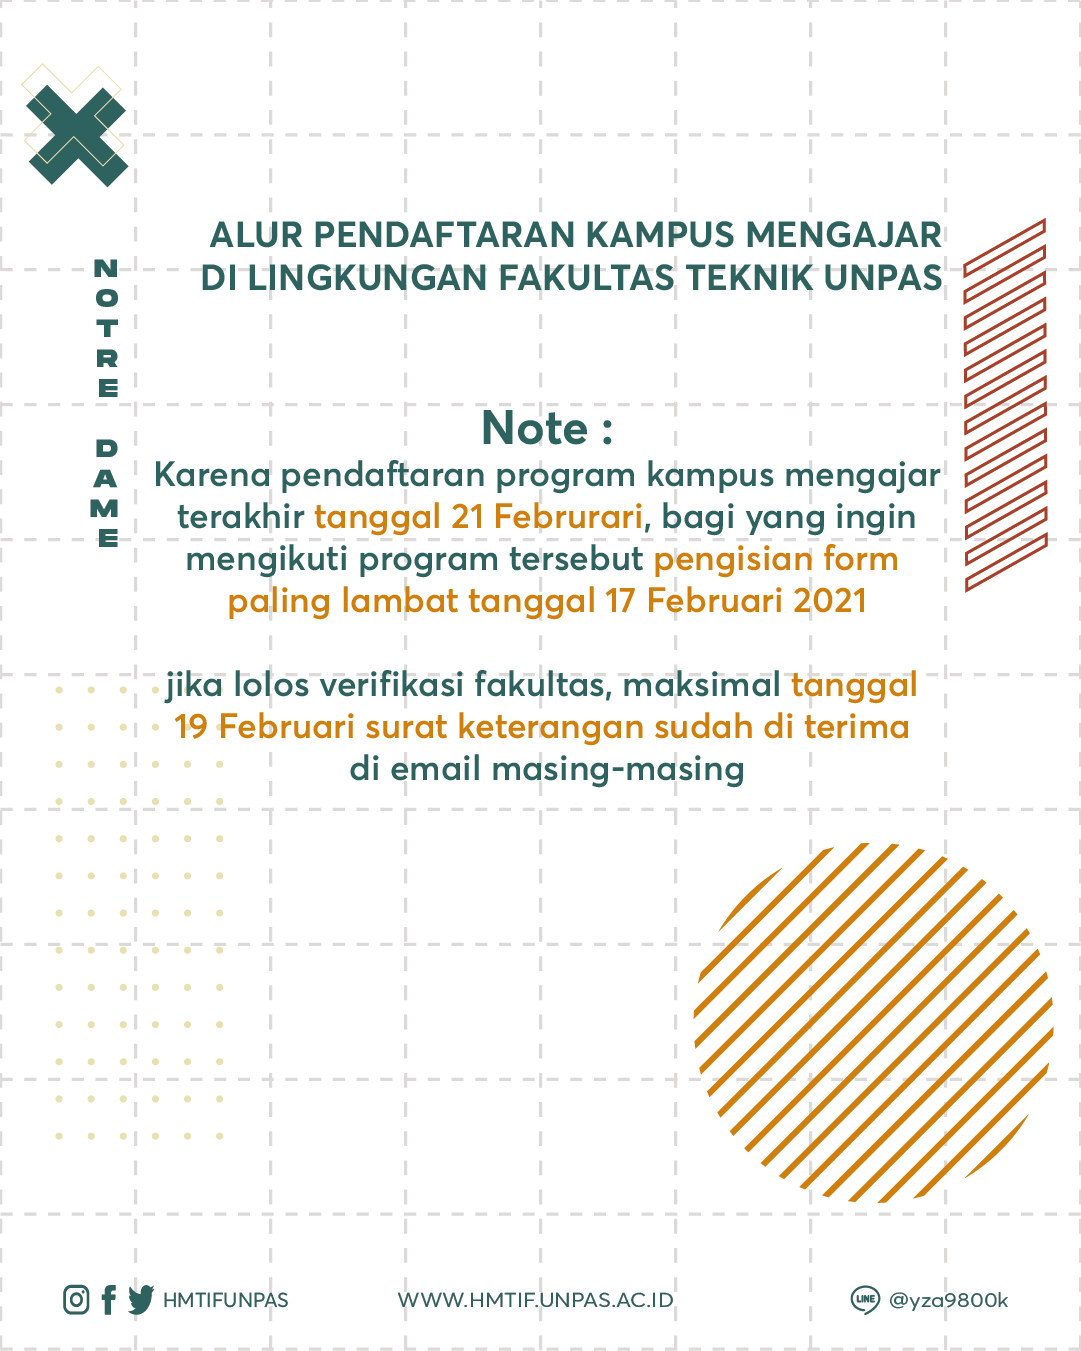 ALUR PENDAFTARAN KAMPUS MENGAJAR
DI LINGKUNGAN FAKULTAS TEKNIK UNPAS
NOTRE DAME
Note :
Karena pendaftaran program kampus mengajar
terakhir tanggal 21 Februrari, bagi yang ingin
mengikuti program tersebut pengisian form
paling lambat tanggal 17 Februari 2021
jika lolos verifikasi fakultas, maksimal tanggal
19 Februari surat keterangan sudah di terima
di email masing-masing
HMTIFUNPAS
WWW.HMTIF.UNPAS.AC.ID
LINE @yza9800k